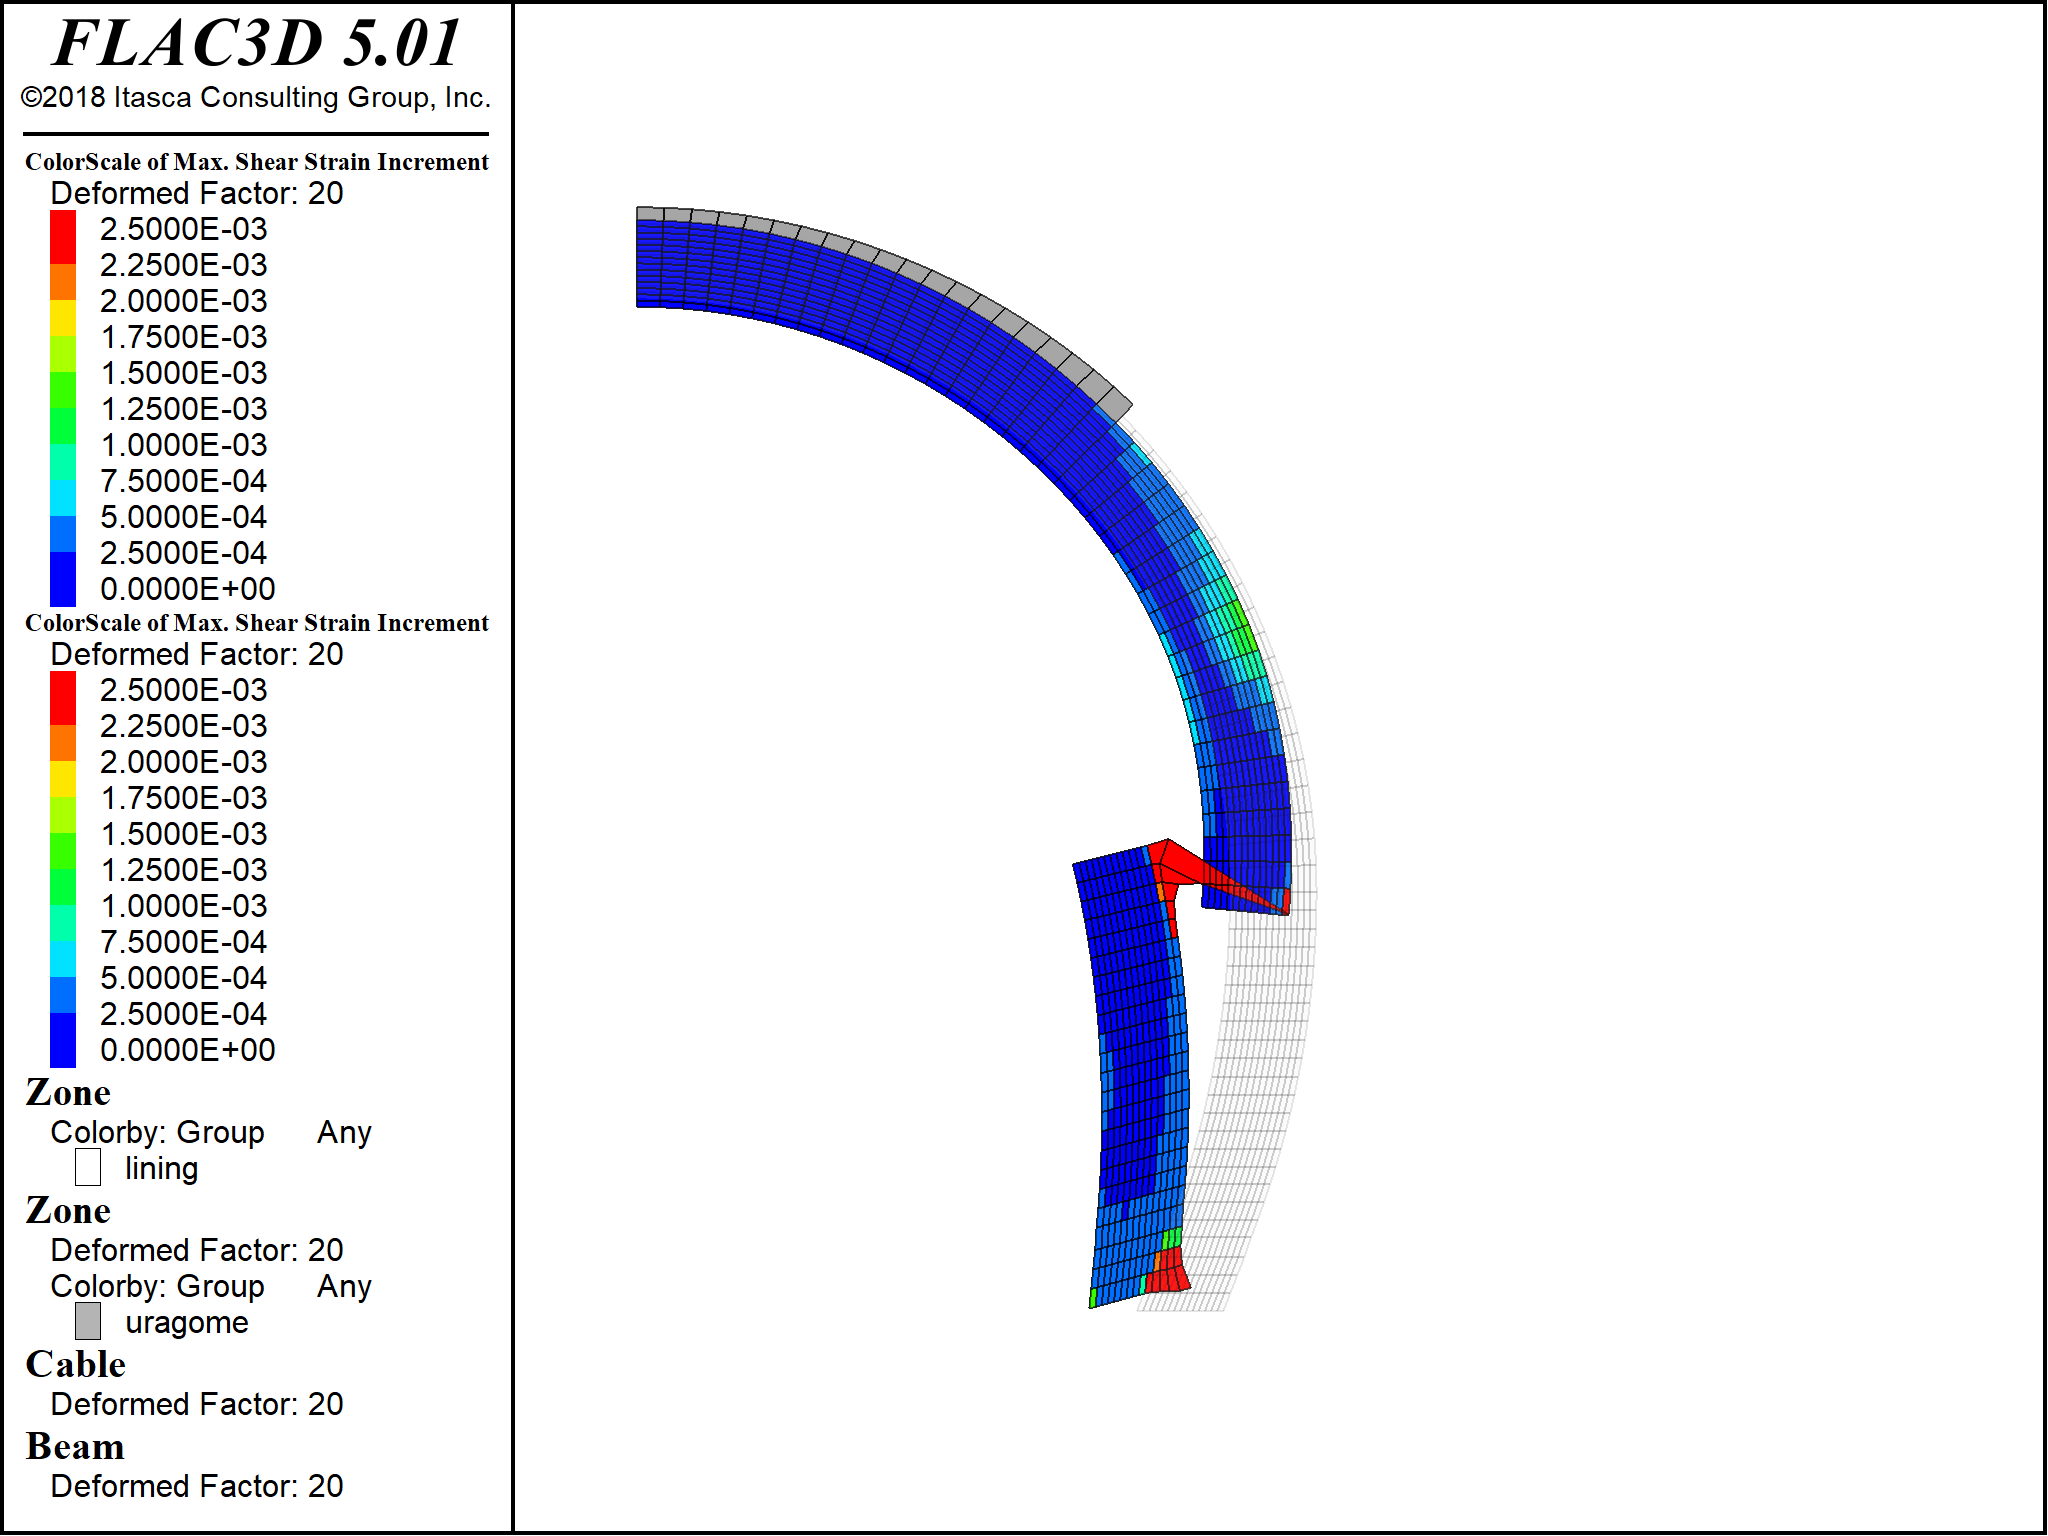 FLAC3D 5.01
©2018 Itasca Consulting Group, Inc.
ColorScale of Max. Shear Strain Increment
Deformed Factor: 20
2.5000E-03
2.2500E-03
2.0000E-03
1.7500E-03
1.5000E-03
1.2500E-03
1.0000E-03
7.5000E-04
5.0000E-04
2.5000E-04
0.0000E+00
ColorScale of Max. Shear Strain Increment
Deformed Factor: 20
2.5000E-03
2.2500E-03
2.0000E-03
1.7500E-03
1.5000E-03
1.2500E-03
1.0000E-03
7.5000E-04
5.0000E-04
2.5000E-04
0.0000E+00
Zone
Colorby: Group Any
lining
Zone
Deformed Factor: 20
Colorby: Group Any
uragome
Cable
Deformed Factor: 20
Beam
Deformed Factor: 20